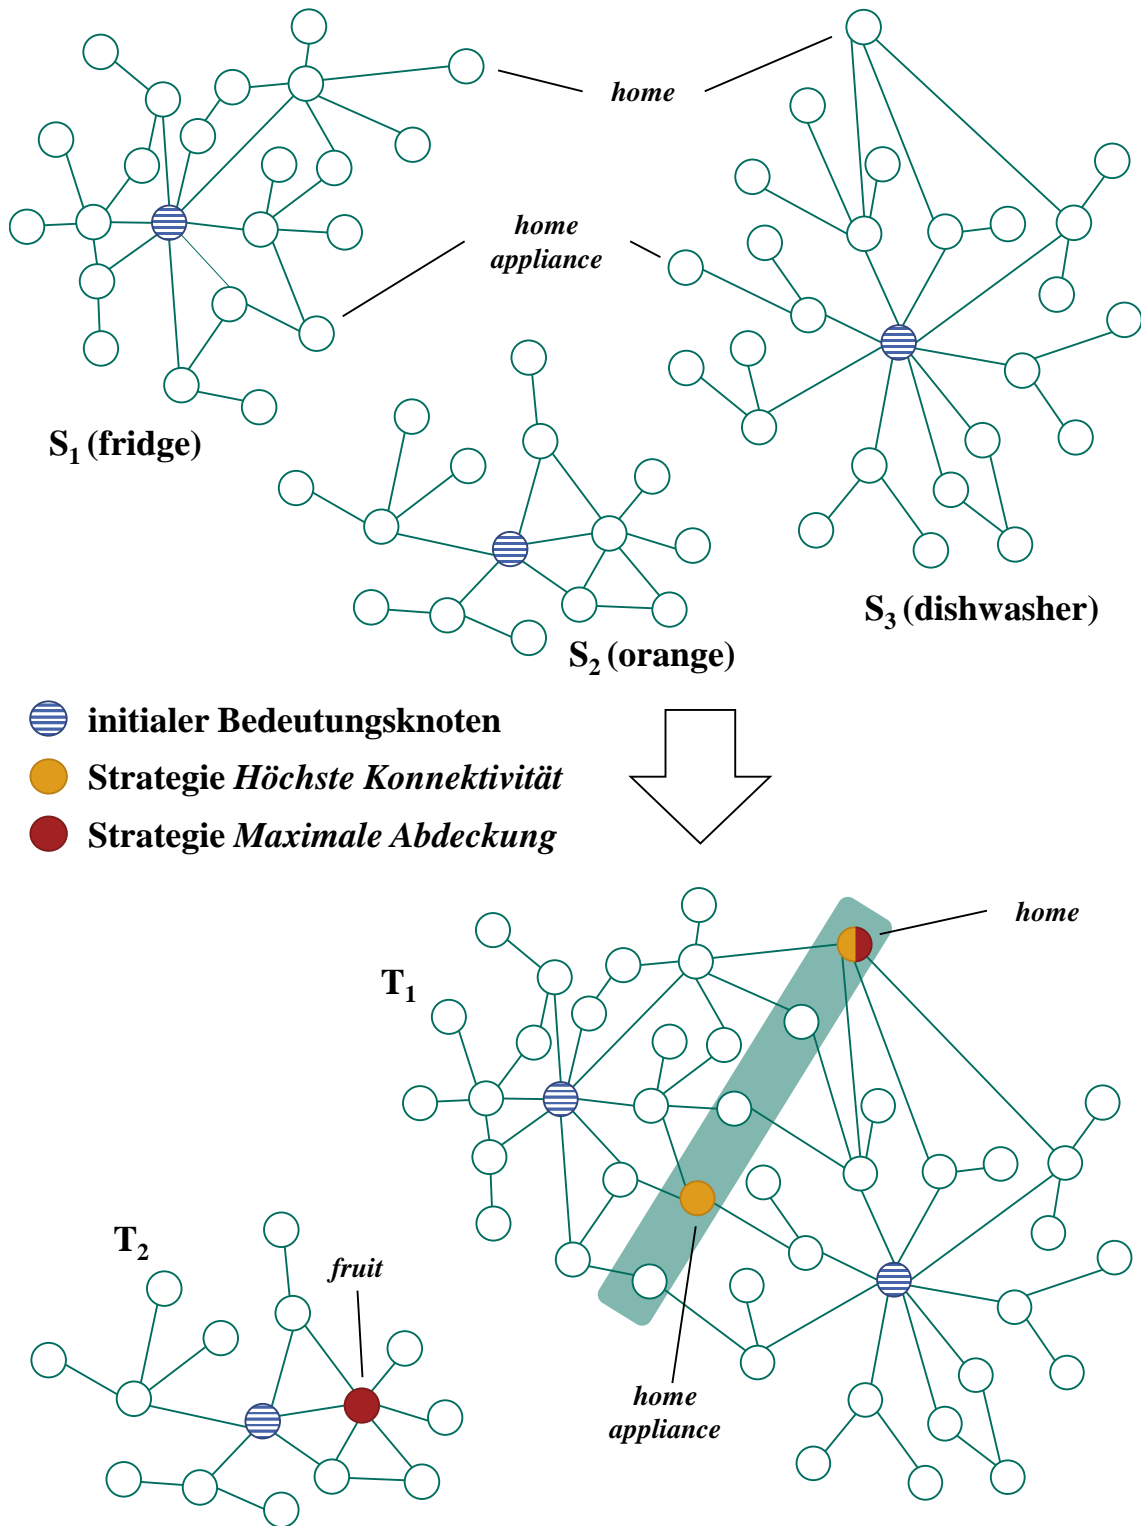 home
home
appliance
S₁ (fridge)
S₃ (dishwasher)
S₂ (orange)
initialer Bedeutungsknoten
Strategie Höchste Konnektivität
Strategie Maximale Abdeckung
home
T₁
T₂
fruit
home
appliance